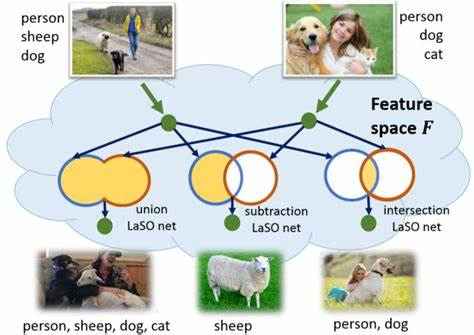 person
sheep
dog
person
dog
cat
Feature
space F
union
LaSO net
subtraction
LaSO net
intersection
LaSO net
person, sheep, dog, cat
sheep
person, dog